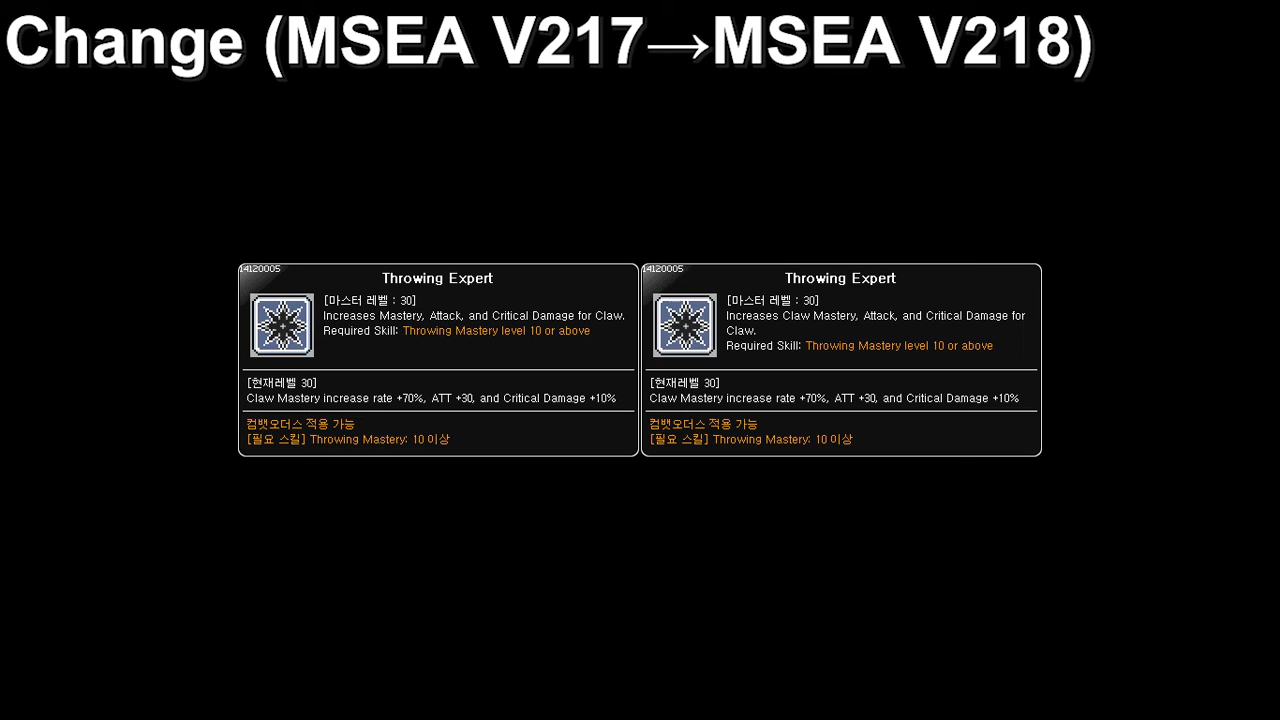 Change (MSEA V217→MSEA V218)
14120005
Throwing Expert
[마스터 레벨 : 30]
Increases Mastery, Attack, and Critical Damage for Claw.
Required Skill: Throwing Mastery level 10 or above
[현재레벨 30]
Claw Mastery increase rate +70%, ATT +30, and Critical Damage +10%
컴뱃오더스 적용 가능
[필요 스킬] Throwing Mastery: 10 이상
14120005
Throwing Expert
[마스터 레벨 : 30]
Increases Claw Mastery, Attack, and Critical Damage for
Claw.
Required Skill: Throwing Mastery level 10 or above
[현재레벨 30]
Claw Mastery increase rate +70%, ATT +30, and Critical Damage +10%
컴뱃오더스 적용 가능
[필요 스킬] Throwing Mastery: 10 이상